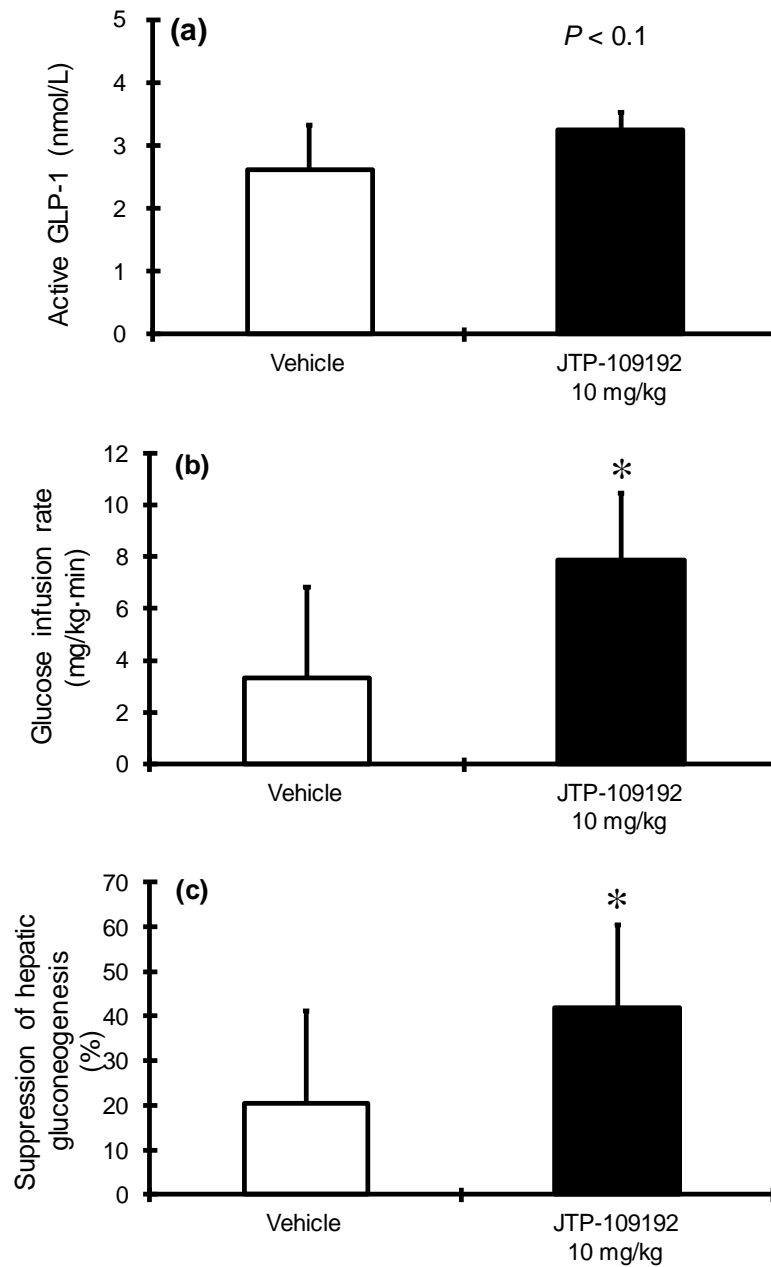 (a)
P < 0.1
5
4
3
2
1
0
Active GLP-1 (nmol/L)
Vehicle
JTP-109192
10 mg/kg
(b)
*
12
10
8
6
4
2
0
Glucose infusion rate
(mg/kg·min)
Vehicle
JTP-109192
10 mg/kg
(c)
*
70
60
50
40
30
20
10
0
Suppression of hepatic
gluconeogenesis
(%)
Vehicle
JTP-109192
10 mg/kg